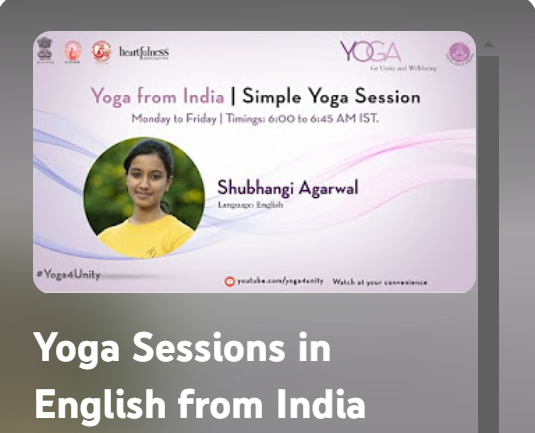 heartfulness
YOGA
for Unity and Wellbeing
Yoga from India | Simple Yoga Session
Monday to Friday | Timings: 6:00 to 6:45 AM IST.
Shubhangi Agarwal
Language: English
#Yoga4Unity
youtube.com/yoga4unity Watch at your convenience
Yoga Sessions in
English from India